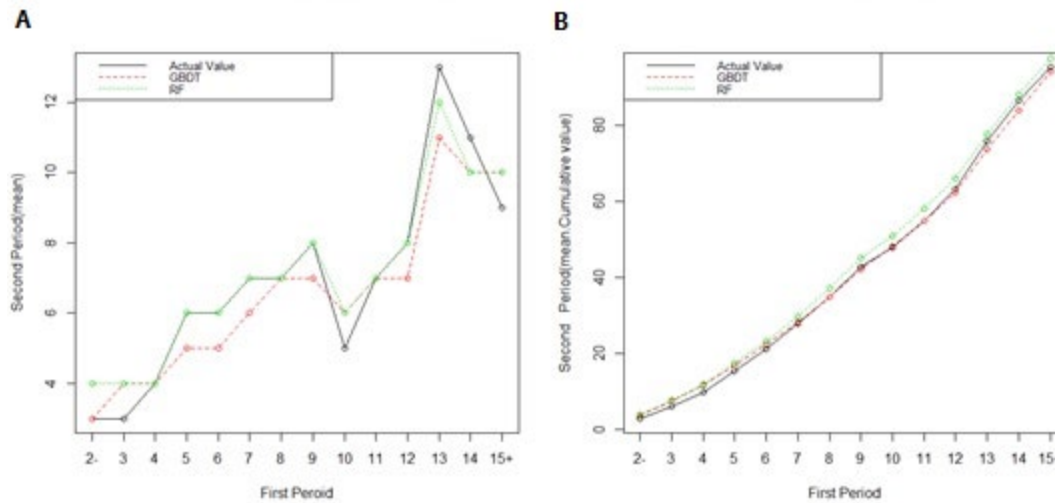 A
Actual Value
GBDT
RF
Second Period(mean)
4
6
8
10
12
2- 3 4 5 6 7 8 9 10 11 12 13 14 15+
First Peroid
B
Actual Value
GBDT
RF
Second Period(mean.Cumulative value)
0
20
40
60
80
2- 3 4 5 6 7 8 9 10 11 12 13 14 15+
First Period